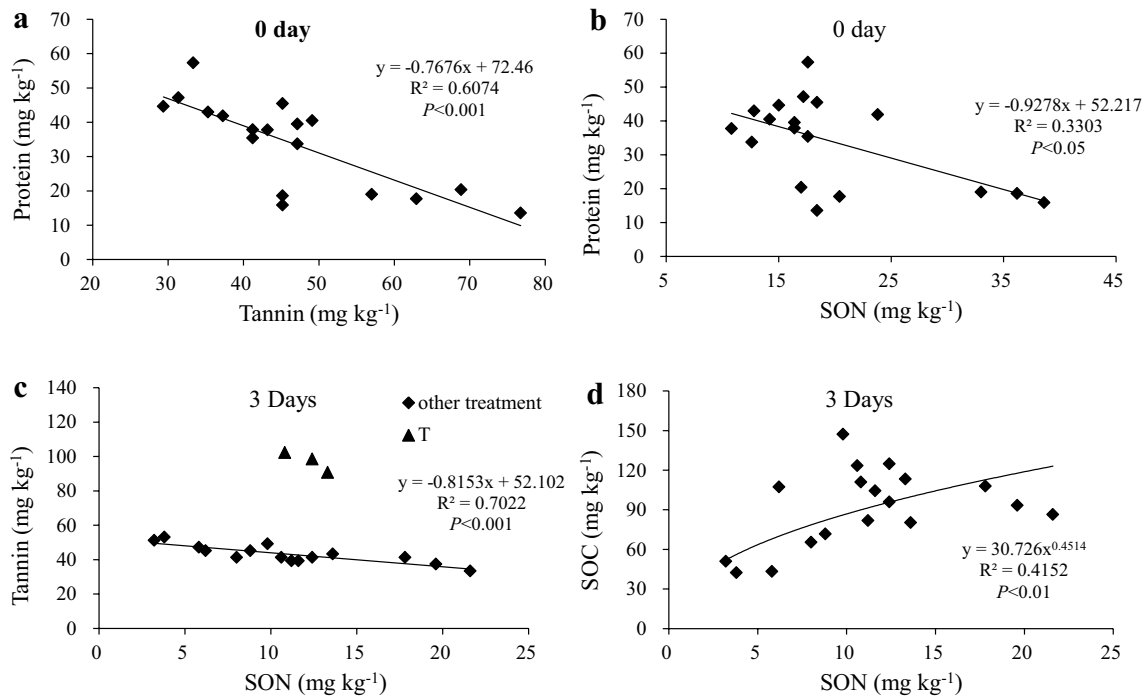 a
0 day
70
60
50
40
30
20
10
0
Protein (mg kg⁻¹)
y = -0.7676x + 72.46
R² = 0.6074
P<0.001
20 30 40 50 60 70 80
Tannin (mg kg⁻¹)
b
0 day
70
60
50
40
30
20
10
0
Protein (mg kg⁻¹)
y = -0.9278x + 52.217
R² = 0.3303
P<0.05
5 15 25 35 45
SON (mg kg⁻¹)
c
3 Days
140
120
100
80
60
40
20
0
Tannin (mg kg⁻¹)
other treatment
T
y = -0.8153x + 52.102
R² = 0.7022
P<0.001
0 5 10 15 20 25
SON (mg kg⁻¹)
d
3 Days
180
150
120
90
60
30
0
SOC (mg kg⁻¹)
y = 30.726x⁰·⁴⁵¹⁴
R² = 0.4152
P<0.01
0 5 10 15 20 25
SON (mg kg⁻¹)